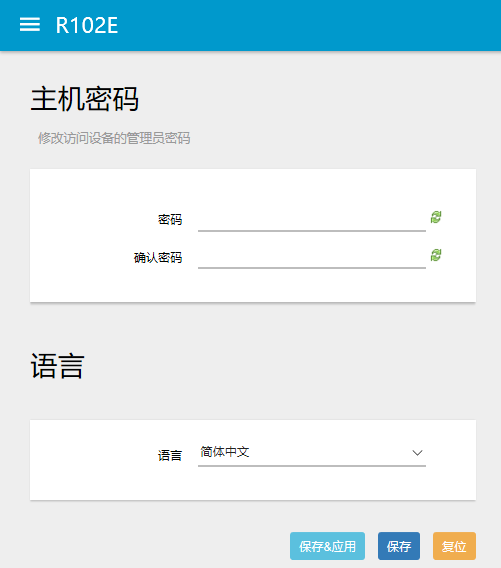 R102E
主机密码
修改访问设备的管理员密码
密码
确认密码
语言
语言 简体中文
保存&应用 保存 复位